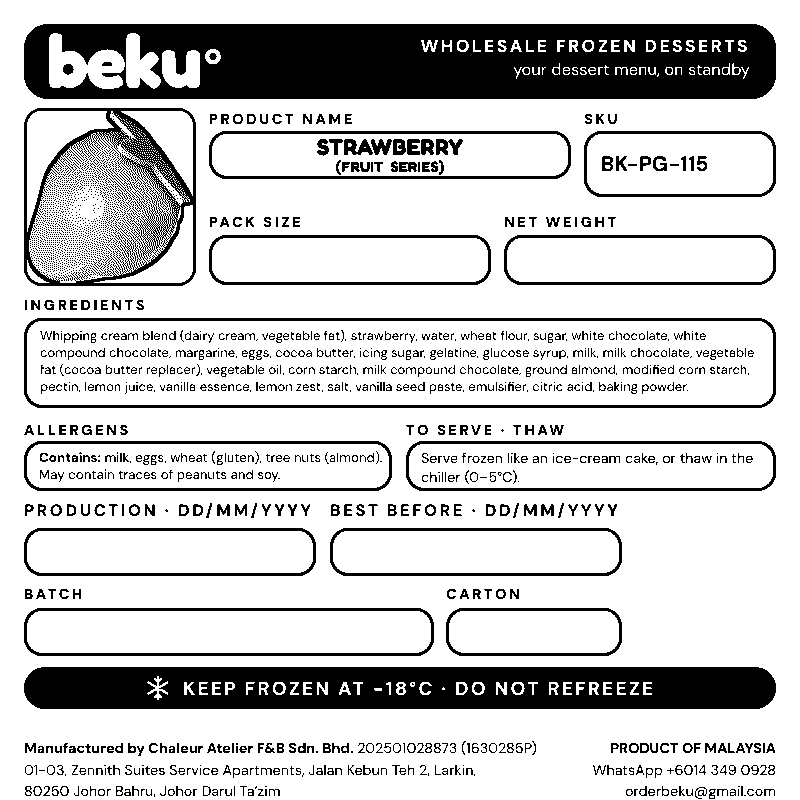 beku°
WHOLESALE FROZEN DESSERTS
your dessert menu, on standby
PRODUCT NAME
STRAWBERRY
(FRUIT SERIES)
SKU
BK-PG-115
PACK SIZE
NET WEIGHT
INGREDIENTS
Whipping cream blend (dairy cream, vegetable fat), strawberry, water, wheat flour, sugar, white chocolate, white
compound chocolate, margarine, eggs, cocoa butter, icing sugar, gelatine, glucose syrup, milk, milk chocolate, vegetable
fat (cocoa butter replacer), vegetable oil, corn starch, milk compound chocolate, ground almond, modified corn starch,
pectin, lemon juice, vanilla essence, lemon zest, salt, vanilla seed paste, emulsifier, citric acid, baking powder.
ALLERGENS
Contains: milk, eggs, wheat (gluten), tree nuts (almond).
May contain traces of peanuts and soy.
TO SERVE · THAW
Serve frozen like an ice-cream cake, or thaw in the
chiller (0–5°C).
PRODUCTION · DD/MM/YYYY
BEST BEFORE · DD/MM/YYYY
BATCH
CARTON
KEEP FROZEN AT -18°C · DO NOT REFREEZE
Manufactured by Chaleur Atelier F&B Sdn. Bhd. 202501028873 (1630285P)
01-03, Zennith Suites Service Apartments, Jalan Kebun Teh 2, Larkin,
80250 Johor Bahru, Johor Darul Ta'zim
PRODUCT OF MALAYSIA
WhatsApp +6014 349 0928
orderbeku@gmail.com